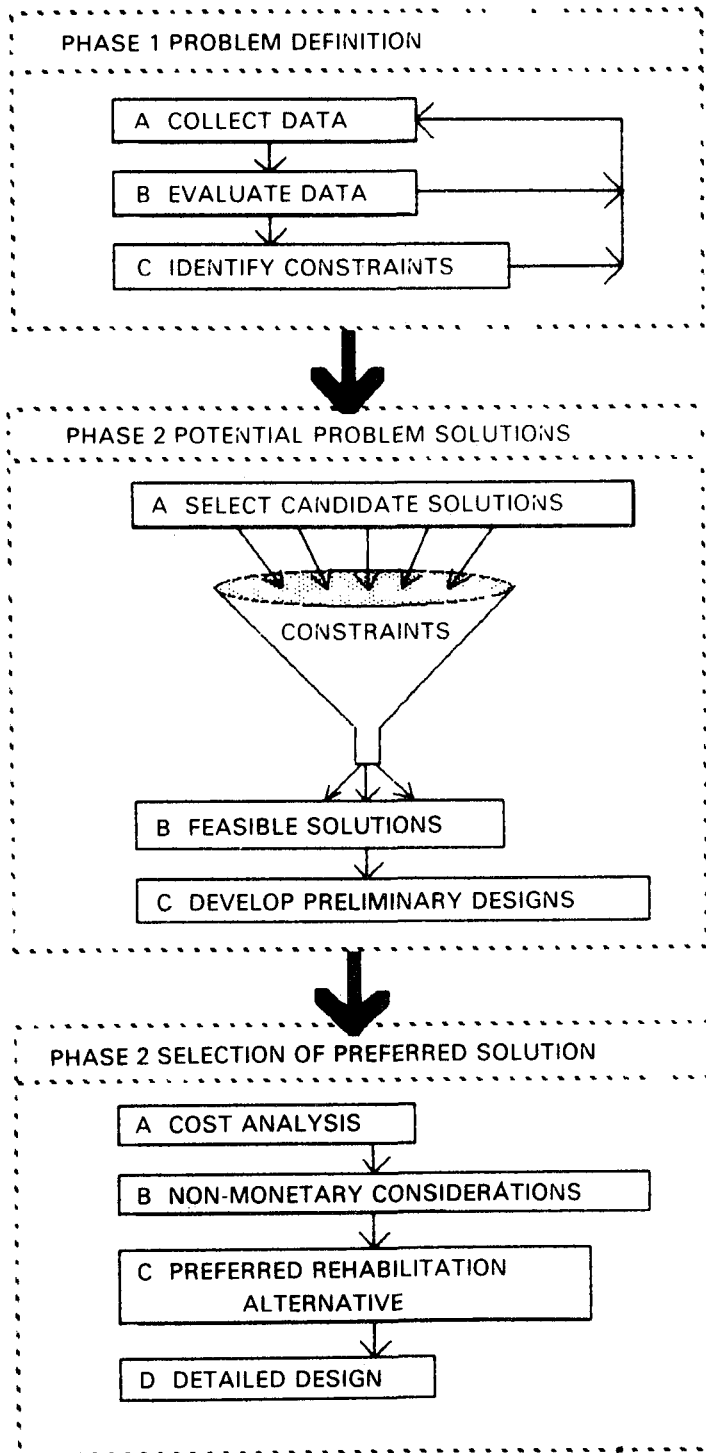 PHASE 1 PROBLEM DEFINITION
A COLLECT DATA
B EVALUATE DATA
C IDENTIFY CONSTRAINTS
PHASE 2 POTENTIAL PROBLEM SOLUTIONS
A SELECT CANDIDATE SOLUTIONS
CONSTRAINTS
B FEASIBLE SOLUTIONS
C DEVELOP PRELIMINARY DESIGNS
PHASE 2 SELECTION OF PREFERRED SOLUTION
A COST ANALYSIS
B NON-MONETARY CONSIDERATIONS
C PREFERRED REHABILITATION
ALTERNATIVE
D DETAILED DESIGN